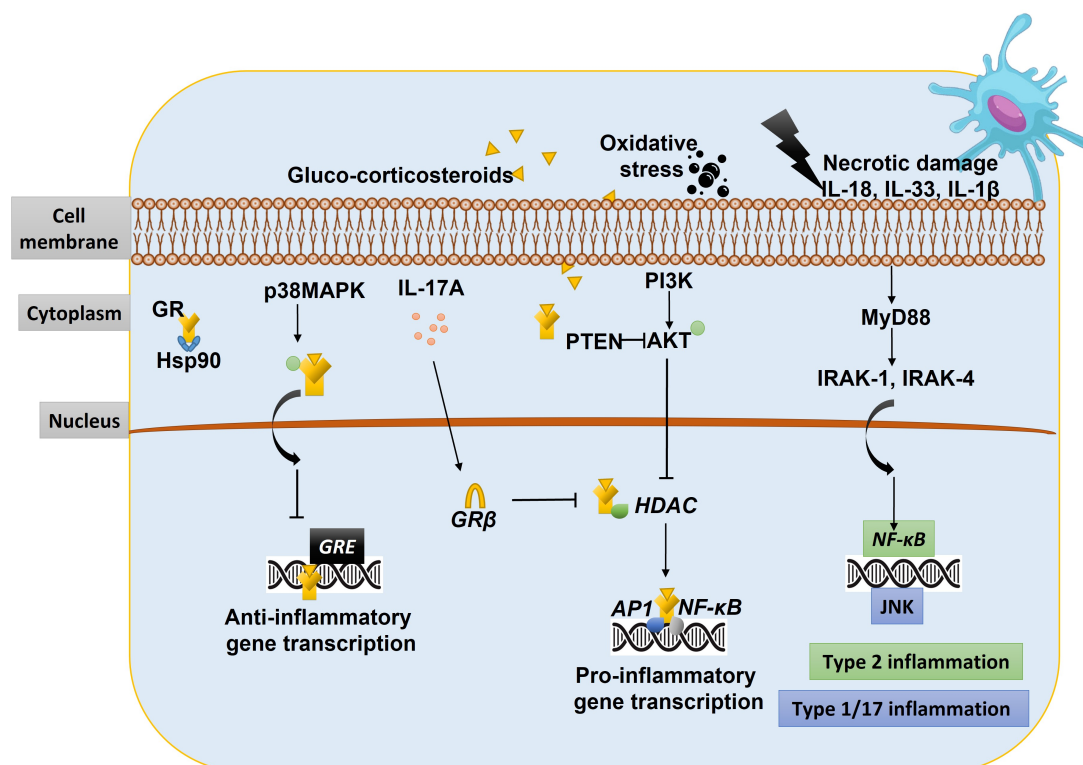 Oxidative
stress
Necrotic damage
IL-18, IL-33, IL-1β
Gluco-corticosteroids
Cell
membrane
Cytoplasm
GR
Hsp90
p38MAPK
IL-17A
PI3K
PTEN
AKT
MyD88
IRAK-1, IRAK-4
Nucleus
GRβ
HDAC
GRE
Anti-inflammatory
gene transcription
AP1
NF-κB
Pro-inflammatory
gene transcription
NF-κB
JNK
Type 2 inflammation
Type 1/17 inflammation